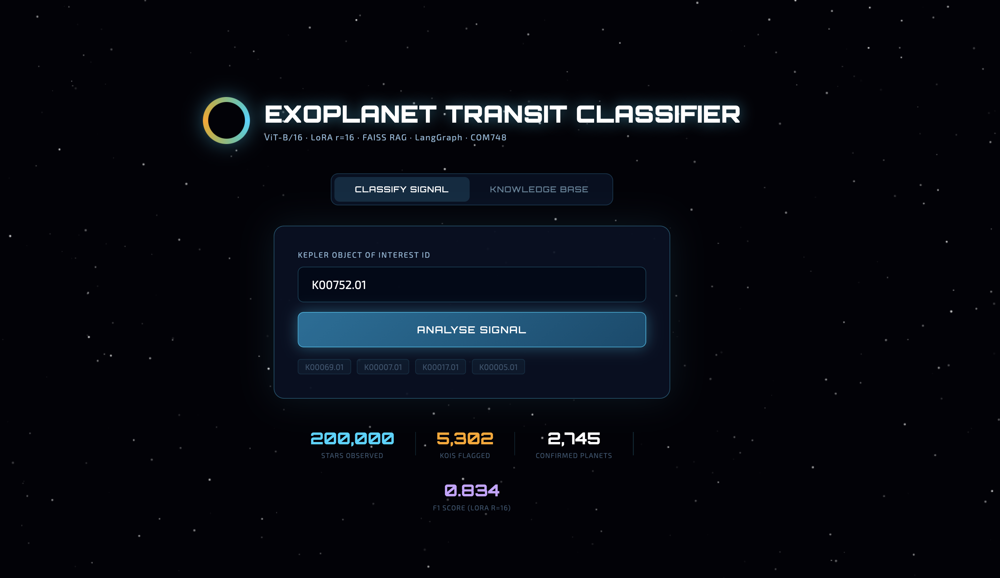 EXOPLANET TRANSIT CLASSIFIER
ViT-B/16 · LoRA r=16 · FAISS RAG · LangGraph · COM748
CLASSIFY SIGNAL KNOWLEDGE BASE
KEPLER OBJECT OF INTEREST ID
K00752.01
ANALYSE SIGNAL
K00069.01 K00007.01 K00017.01 K00005.01
200,000 5,302 2,745
STARS OBSERVED KOIS FLAGGED CONFIRMED PLANETS
0.834
F1 SCORE (LORA R=16)